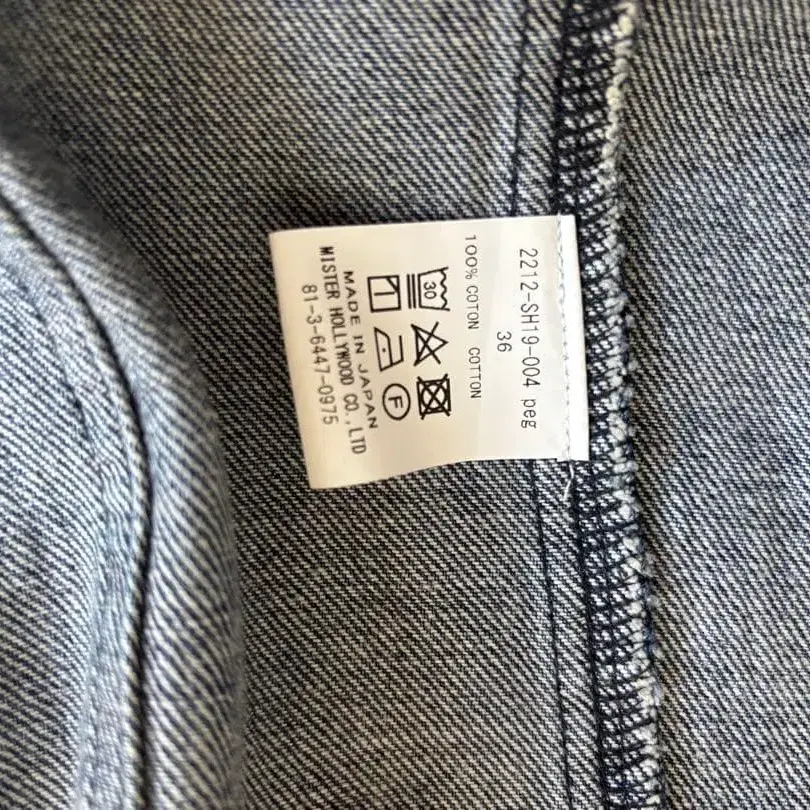 2212-SH19-004 peg
36
100% COTON COTTON
30
F
MADE IN JAPAN
MISTER HOLLYWOOD CO.,LTD
81-3-6447-0975